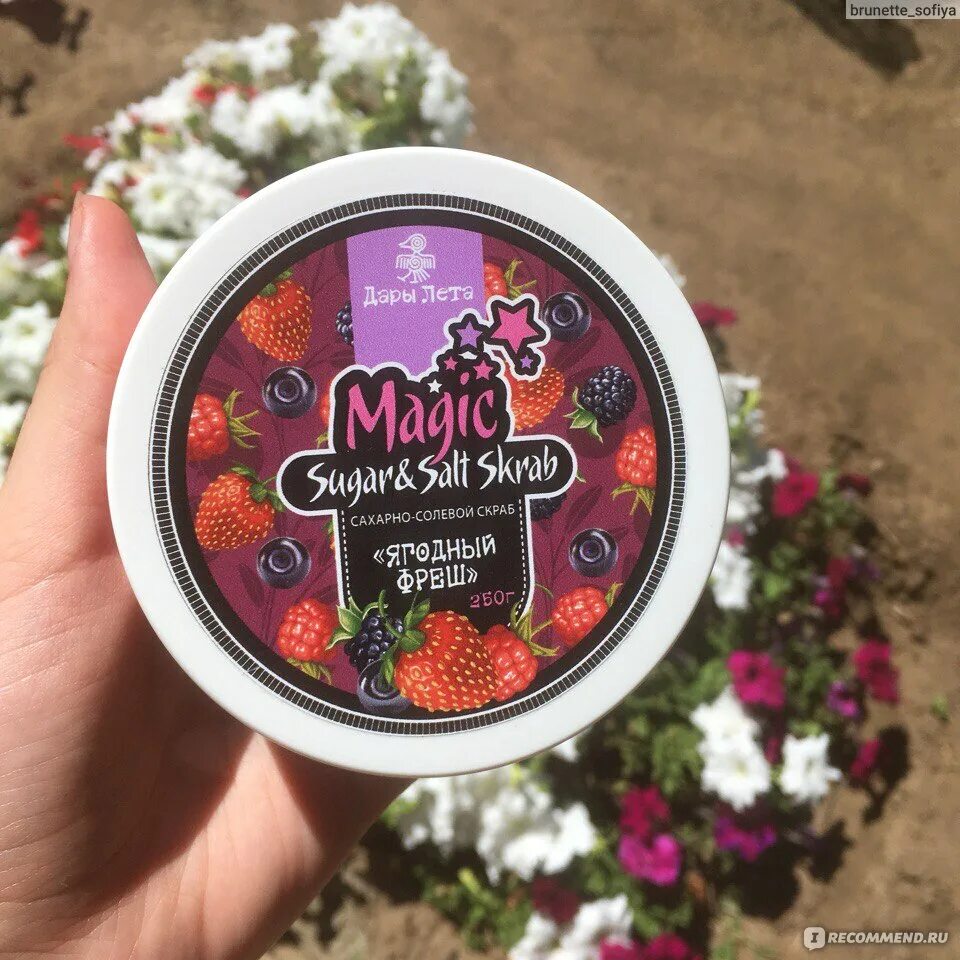 brunette_sofiya
Дары Лета
Magic
Sugar&Salt Skrab
САХАРНО-СОЛЕВОЙ СКРАБ
«ЯГОДНЫЙ
ФРЕШ»
250г
I RECOMMEND.RU